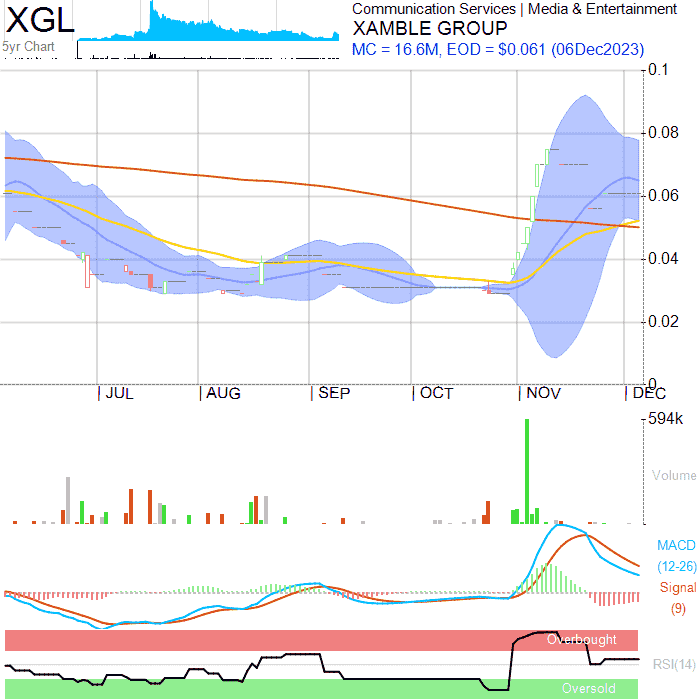 XGL
5yr Chart
Communication Services | Media & Entertainment
XAMBLE GROUP
MC = 16.6M, EOD = $0.061 (06Dec2023)
0.1
0.08
0.06
0.04
0.02
0
JUL
AUG
SEP
OCT
NOV
DEC
594k
Volume
MACD
(12-26)
Signal
(9)
Overbought
RSI(14)
Oversold